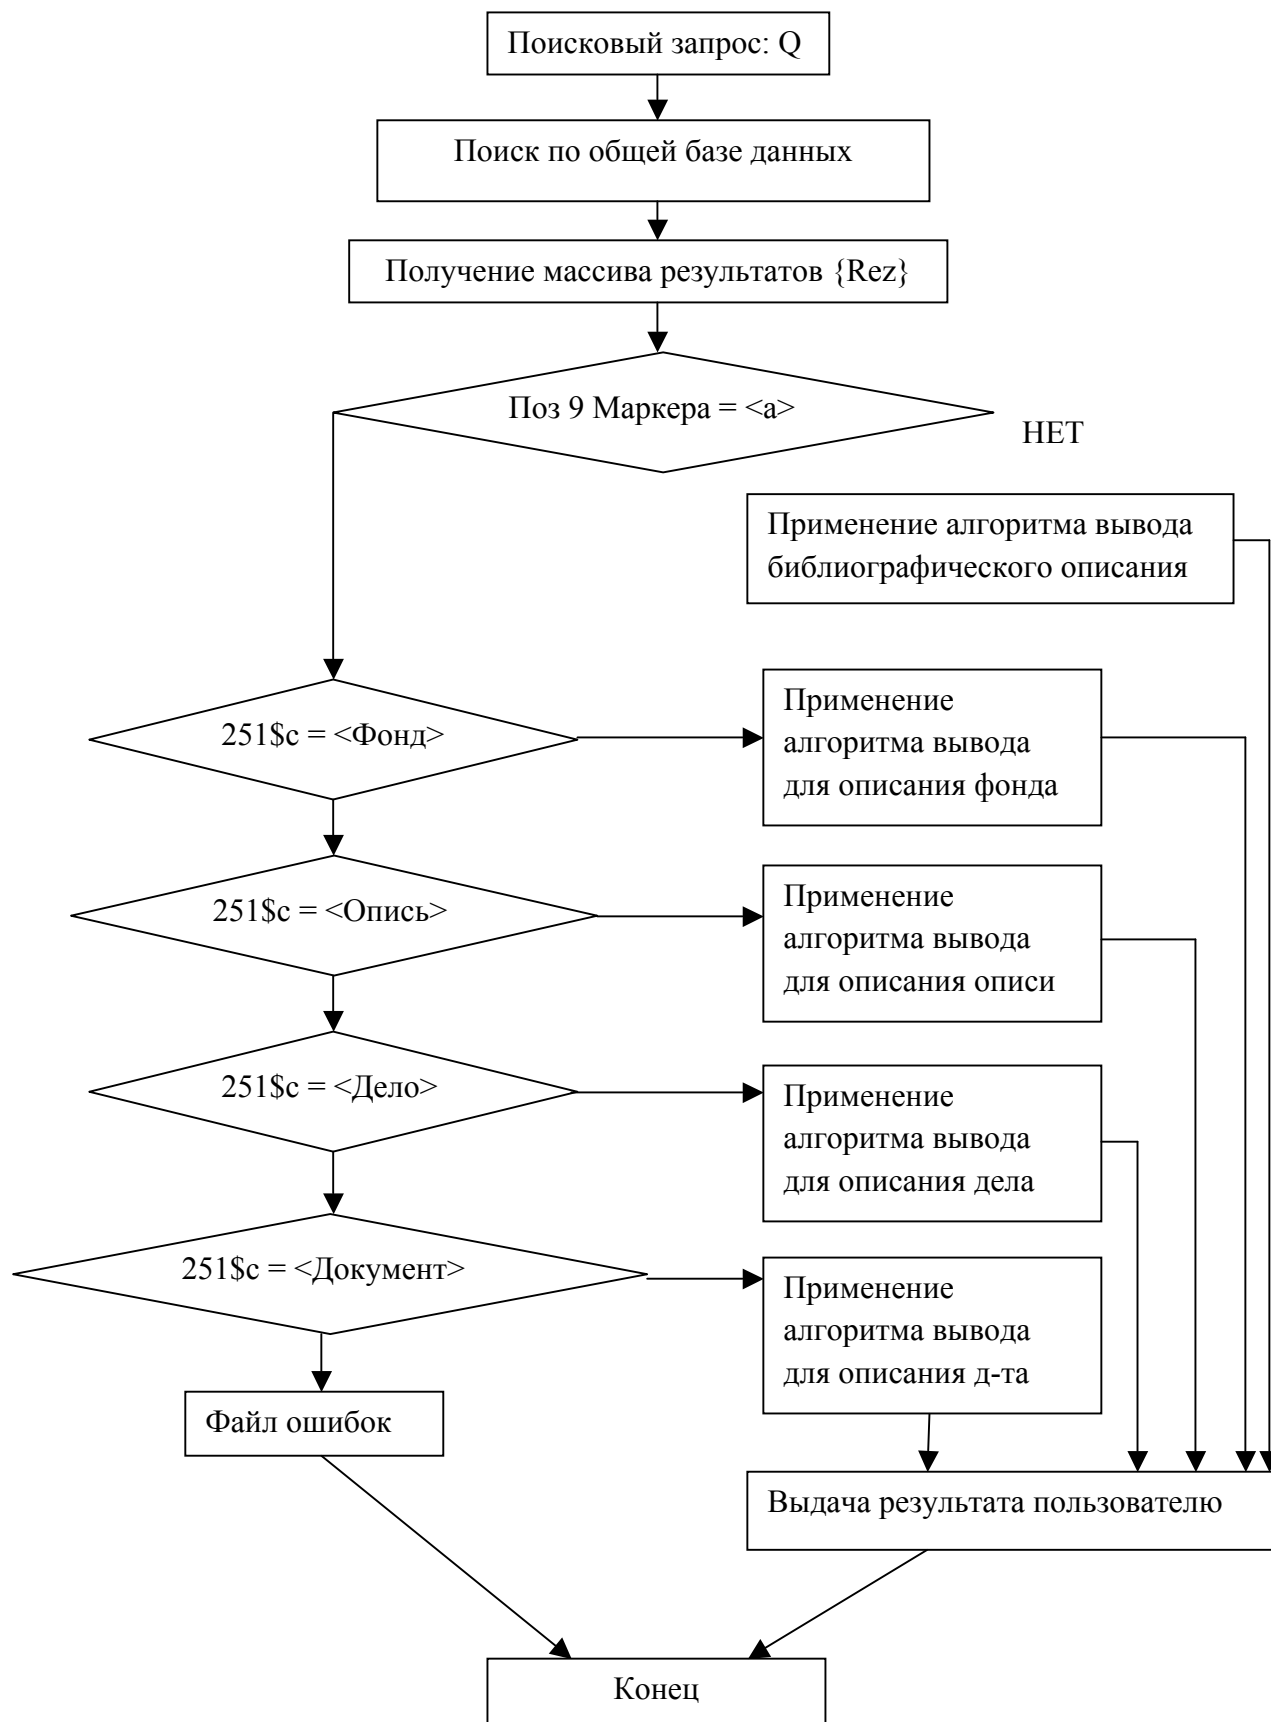 Поисковый запрос: Q
Поиск по общей базе данных
Получение массива результатов {Rez}
Поз 9 Маркера = <a>
НЕТ
Применение алгоритма вывода
библиографического описания
251$c = <Фонд>
Применение
алгоритма вывода
для описания фонда
251$c = <Опись>
Применение
алгоритма вывода
для описания описи
251$c = <Дело>
Применение
алгоритма вывода
для описания дела
251$c = <Документ>
Применение
алгоритма вывода
для описания д-та
Файл ошибок
Выдача результата пользователю
Конец